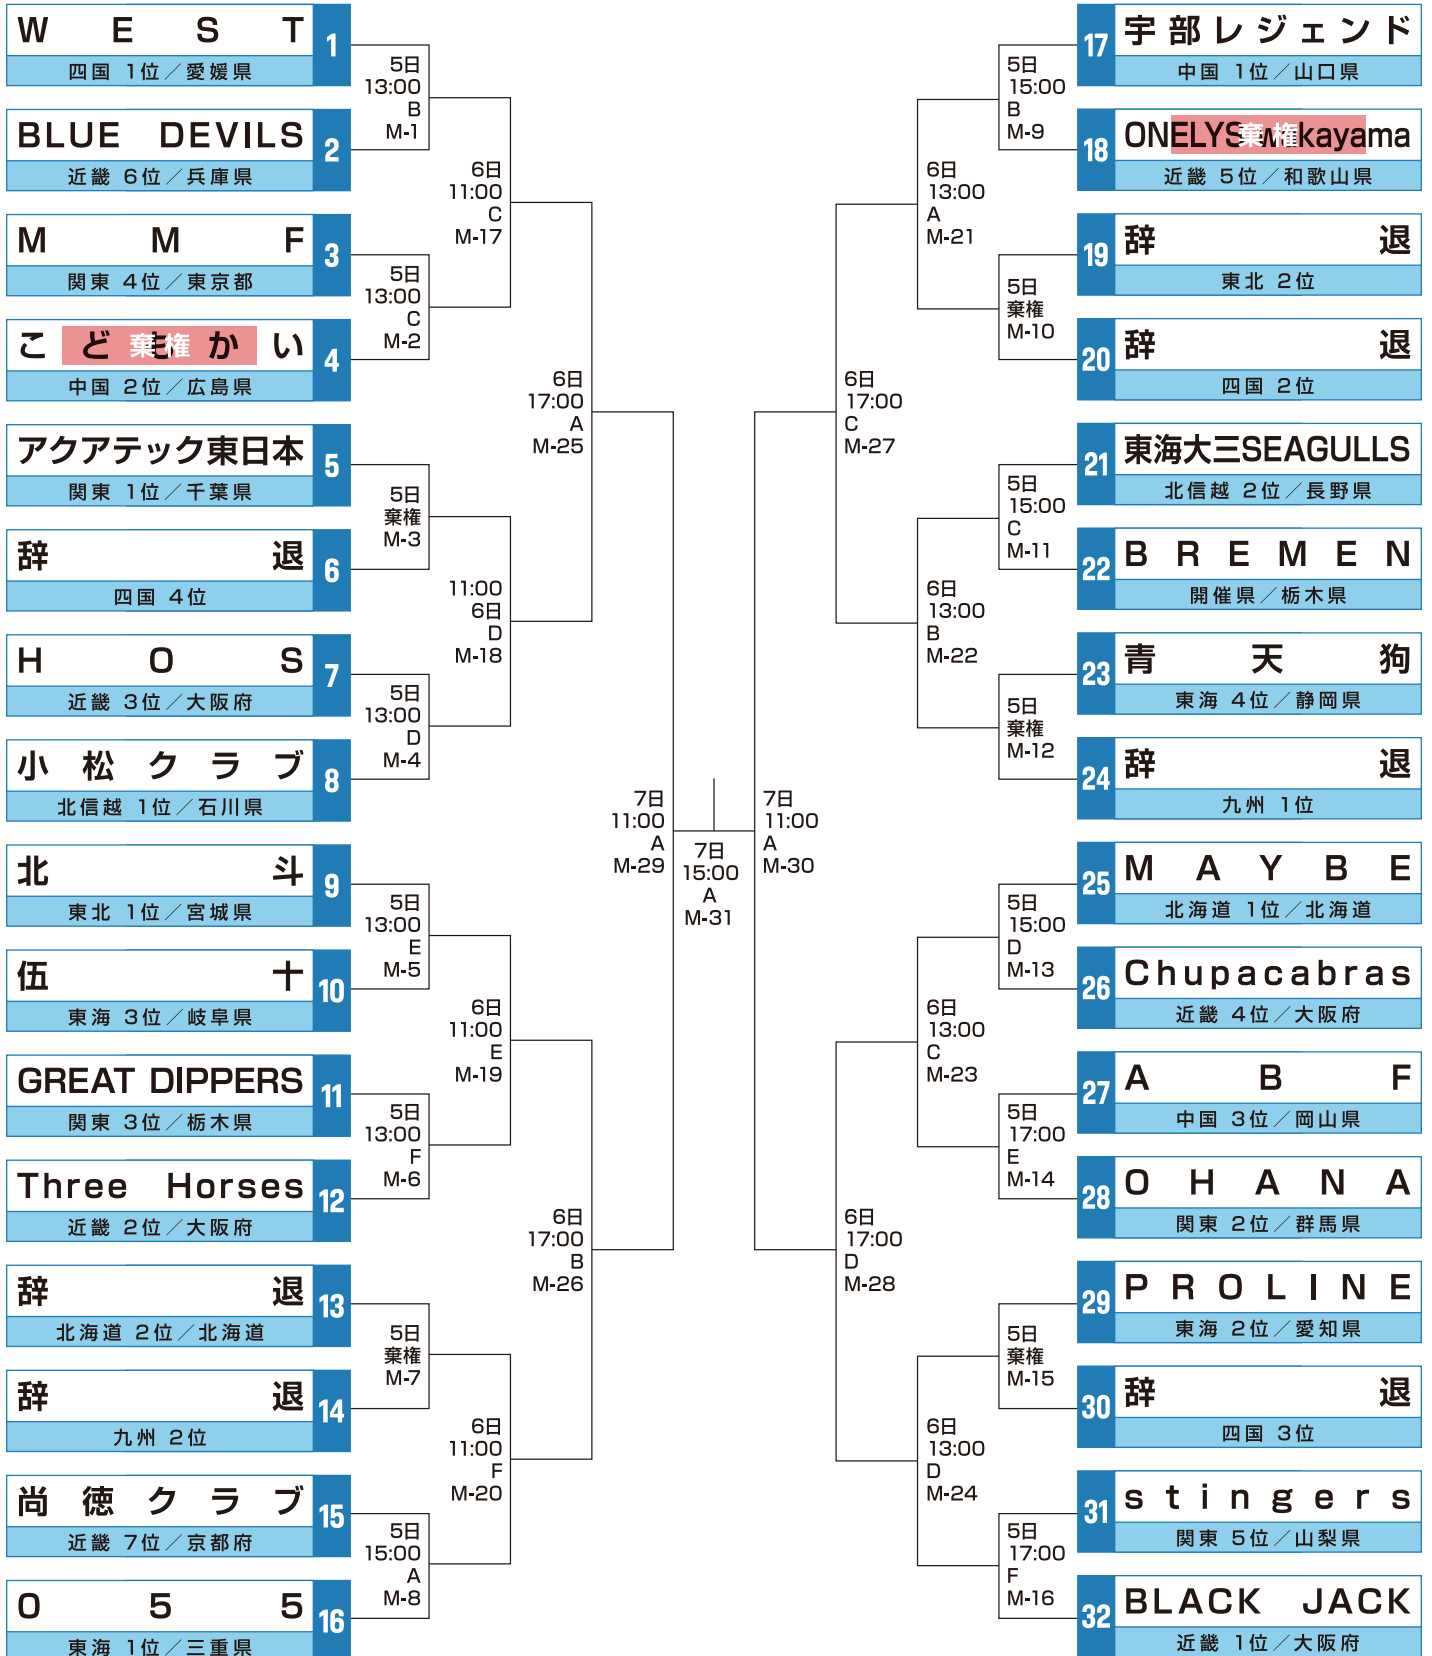 W E S T
1
四国 1位／愛媛県
BLUE DEVILS
2
近畿 6位／兵庫県
5日
13:00
B
M-1
M M F
3
関東 4位／東京都
こどもかい
棄権
4
中国 2位／広島県
5日
13:00
C
M-2
6日
11:00
C
M-17
アクアテック東日本
5
関東 1位／千葉県
辞 退
6
四国 4位
5日
棄権
M-3
H O S
7
近畿 3位／大阪府
小松クラブ
8
北信越 1位／石川県
5日
13:00
D
M-4
11:00
6日
D
M-18
6日
17:00
A
M-25
北 斗
9
東北 1位／宮城県
伍 十
10
東海 3位／岐阜県
5日
13:00
E
M-5
GREAT DIPPERS
11
関東 3位／栃木県
Three Horses
12
近畿 2位／大阪府
5日
13:00
F
M-6
6日
11:00
E
M-19
辞 退
13
北海道 2位／北海道
辞 退
14
九州 2位
5日
棄権
M-7
尚徳クラブ
15
近畿 7位／京都府
0 5 5
16
東海 1位／三重県
5日
15:00
A
M-8
6日
11:00
F
M-20
6日
17:00
B
M-26
7日
11:00
A
M-29
7日
15:00
A
M-31
7日
11:00
A
M-30
17
宇部レジェンド
中国 1位／山口県
18
ONELYS wakayama
棄権
近畿 5位／和歌山県
5日
15:00
B
M-9
19
辞 退
東北 2位
20
辞 退
四国 2位
5日
棄権
M-10
6日
13:00
A
M-21
21
東海大三SEAGULLS
北信越 2位／長野県
22
B R E M E N
開催県／栃木県
5日
15:00
C
M-11
23
青 天 狗
東海 4位／静岡県
24
辞 退
九州 1位
5日
棄権
M-12
6日
13:00
B
M-22
6日
17:00
C
M-27
25
M A Y B E
北海道 1位／北海道
26
Chupacabras
近畿 4位／大阪府
5日
15:00
D
M-13
27
A B F
中国 3位／岡山県
28
O H A N A
関東 2位／群馬県
5日
17:00
E
M-14
6日
13:00
C
M-23
29
P R O L I N E
東海 2位／愛知県
30
辞 退
四国 3位
5日
棄権
M-15
31
stingers
関東 5位／山梨県
32
BLACK JACK
近畿 1位／大阪府
5日
17:00
F
M-16
6日
13:00
D
M-24
6日
17:00
D
M-28